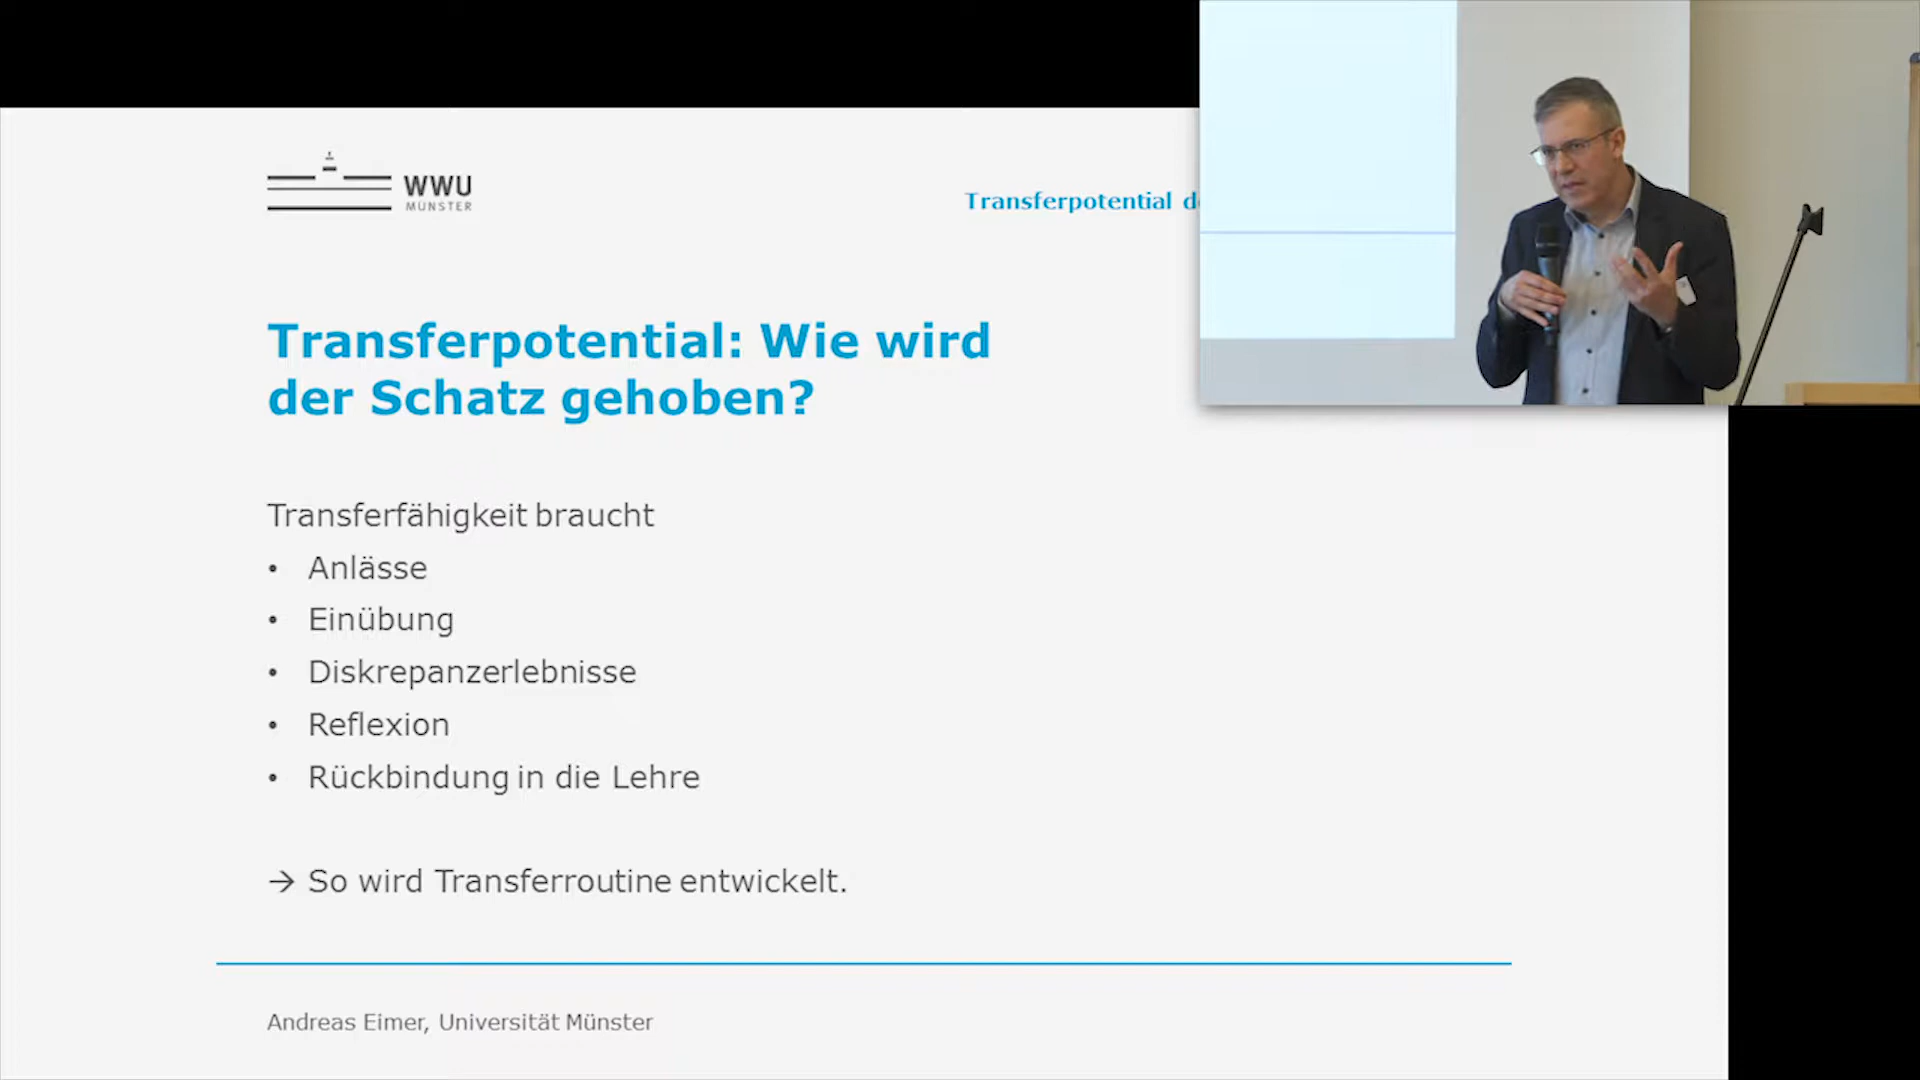 WWU
MÜNSTER
Transferpotential
Transferpotential: Wie wird
der Schatz gehoben?
Transferfähigkeit braucht
• Anlässe
• Einübung
• Diskrepanzerlebnisse
• Reflexion
• Rückbindung in die Lehre
→ So wird Transferroutine entwickelt.
Andreas Eimer, Universität Münster